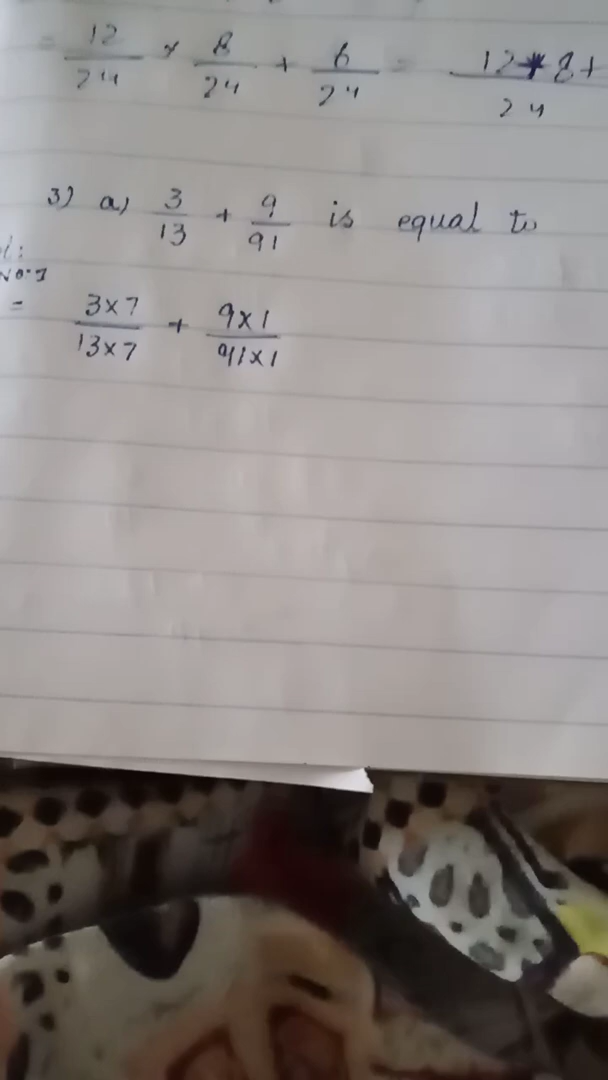 = 12/24 + 8/24 + 6/24 = 12+8+/24
3) a) 3/13 + 9/91 is equal to
= 3×7/13×7 + 9×1/91×1